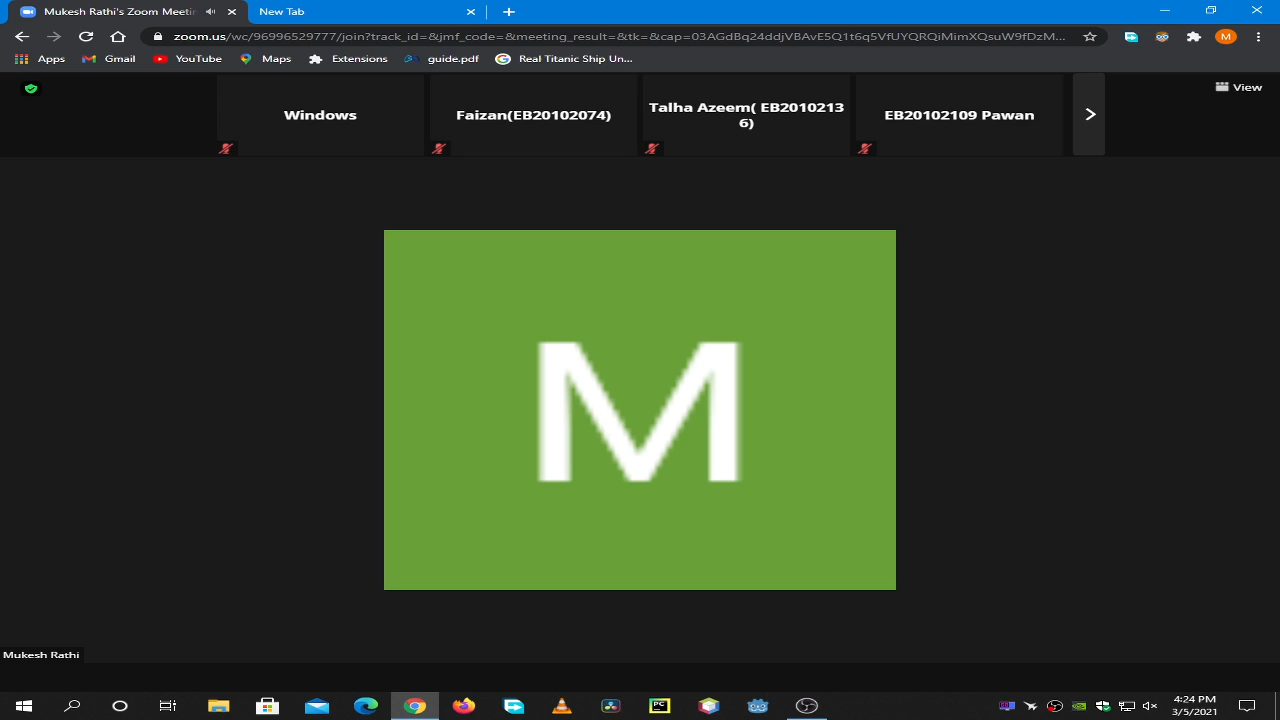 Mukesh Rathi's Zoom Meetin
New Tab
zoom.us/wc/96996529777/join?track_id=&jmf_code=&meeting_result=&tk=&cap=03AGdBq24ddjVBAvE5Q1t6q5VfUYQRQiMimXQsuW9fDzM...
M
Apps
Gmail
YouTube
Maps
Extensions
guide.pdf
Real Titanic Ship Un...
View
Windows
Faizan(EB20102074)
Talha Azeem( EB2010213
6)
EB20102109 Pawan
M
Mukesh Rathi
PC
4:24 PM
3/5/2021